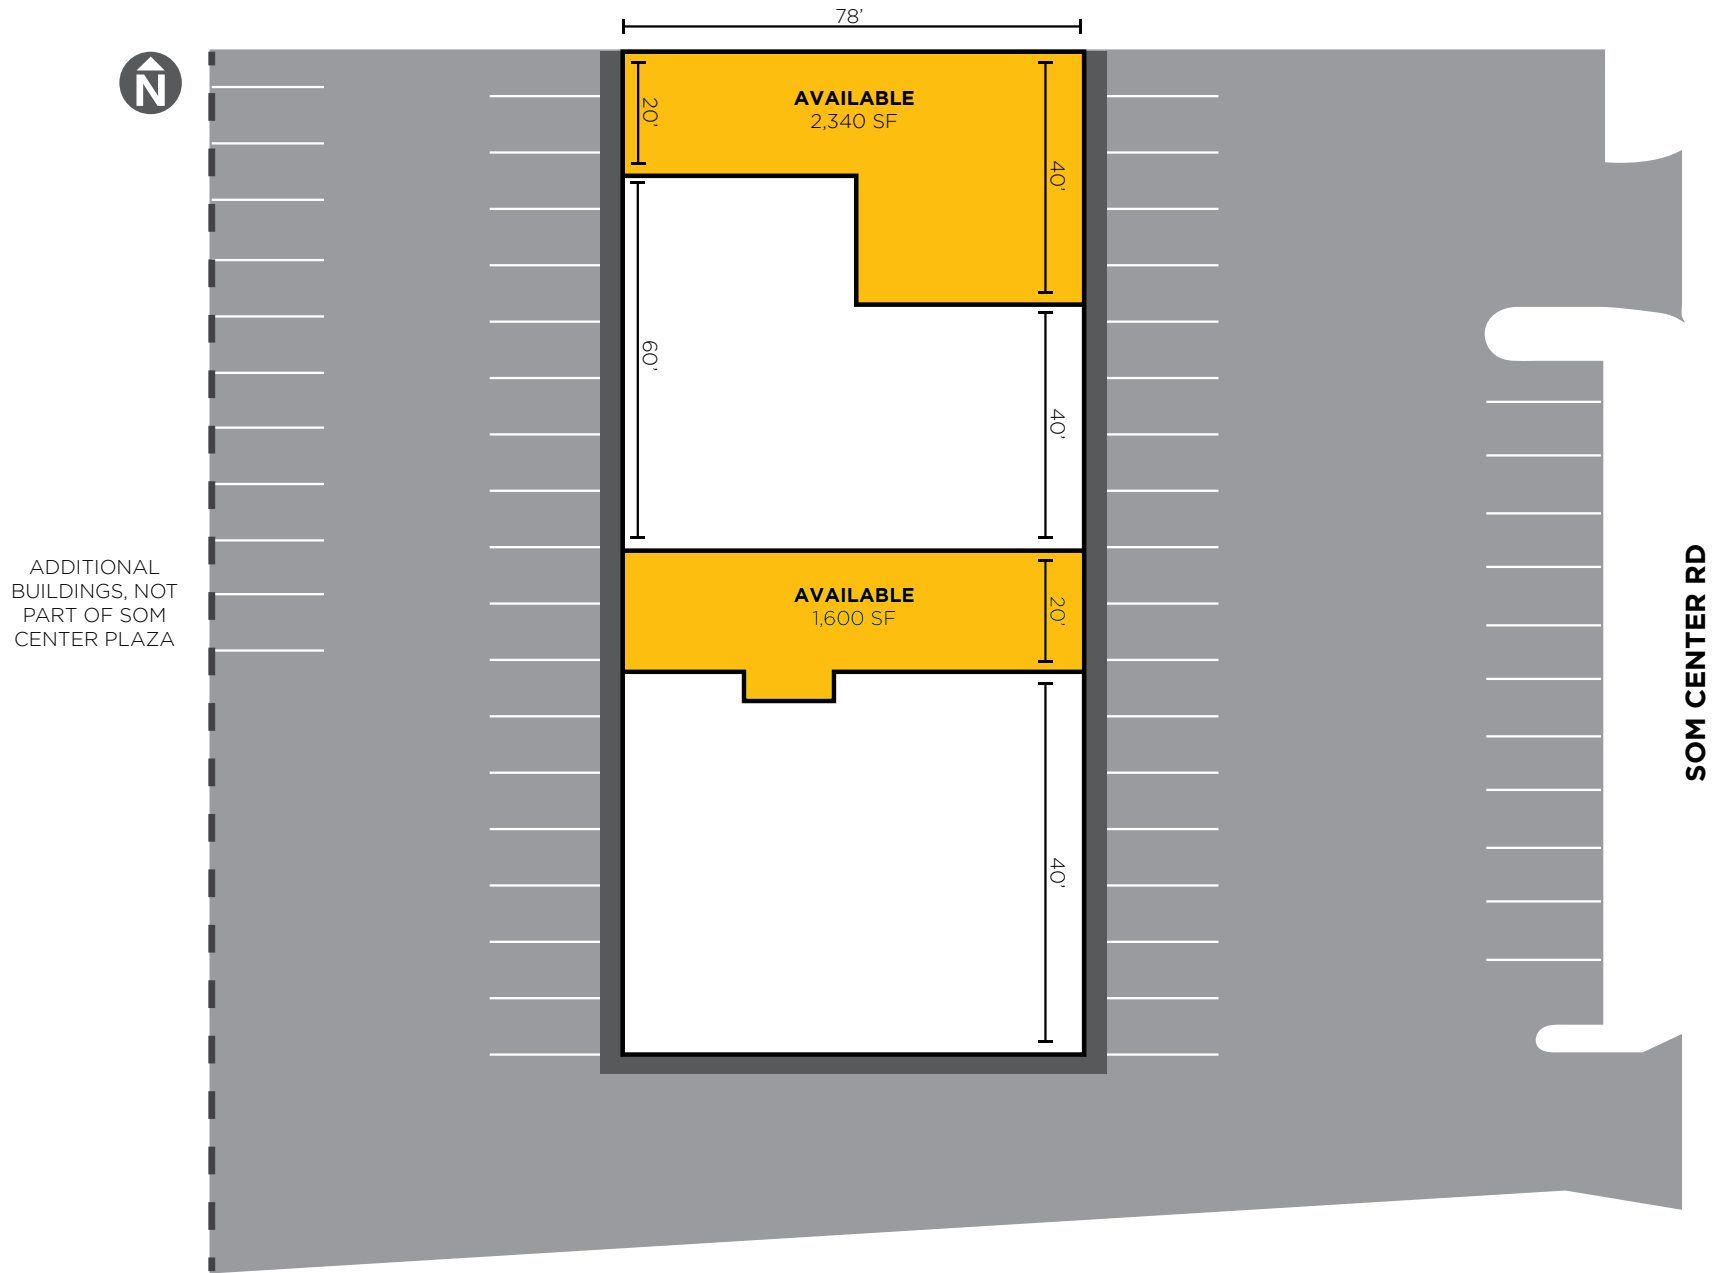 78’
N
20’
AVAILABLE
2,340 SF
40’
60’
40’
AVAILABLE
1,600 SF
20’
40’
ADDITIONAL
BUILDINGS, NOT
PART OF SOM
CENTER PLAZA
SOM CENTER RD